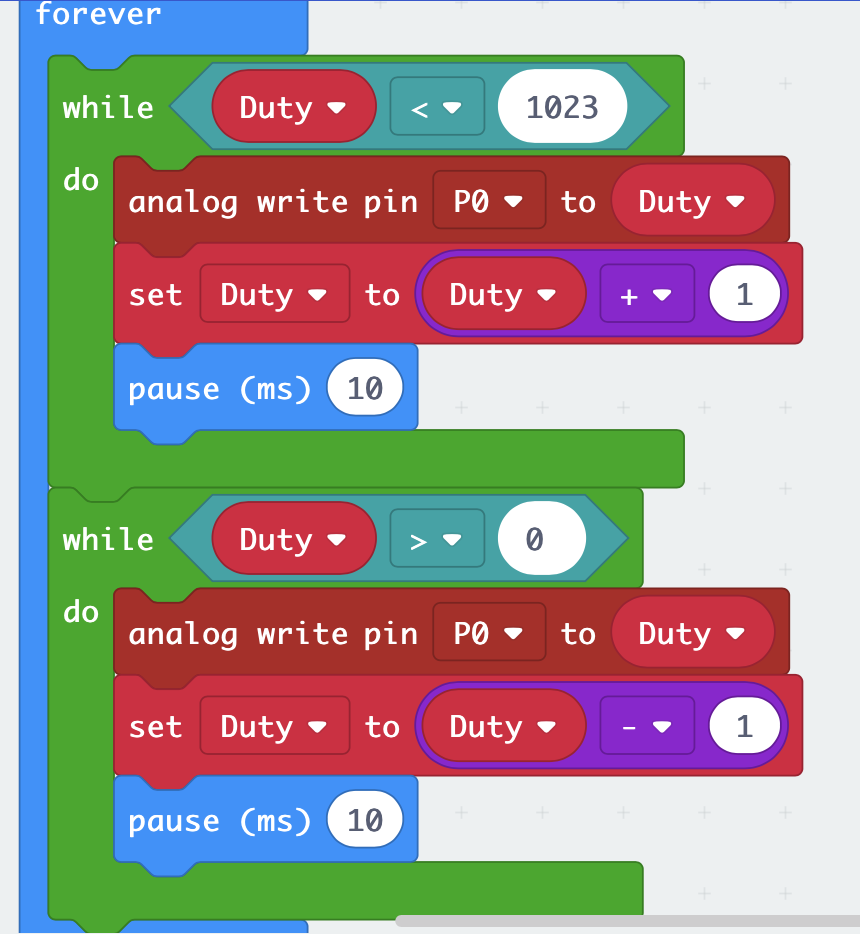 forever
while Duty < 1023
do
analog write pin P0 to Duty
set Duty to Duty + 1
pause (ms) 10
while Duty > 0
do
analog write pin P0 to Duty
set Duty to Duty - 1
pause (ms) 10